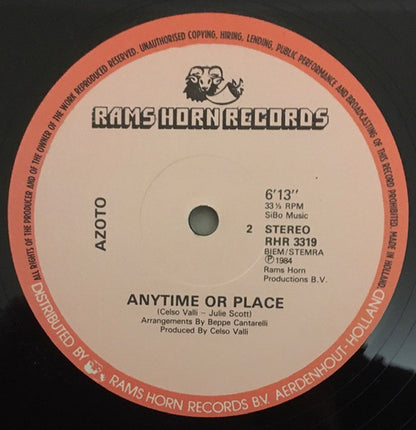 ALL RIGHTS OF THE PRODUCER AND OF THE OWNER OF THE WORK REPRODUCED RESERVED. UNAUTHORISED COPYING, HIRING, LENDING, PUBLIC PERFORMANCE AND BROADCASTING OF THIS RECORD PROHIBITED. MADE IN HOLLAND
RAMS HORN RECORDS
AZOTO
6'13"
33 ⅓ RPM
SiBo Music
2 STEREO
RHR 3319
BIEM/STEMRA
℗ 1984
Rams Horn
Productions B.V.
ANYTIME OR PLACE
(Celso Valli – Julie Scott)
Arrangements By Beppe Cantarelli
Produced By Celso Valli
DISTRIBUTED BY RAMS HORN RECORDS B.V. AERDENHOUT-HOLLAND